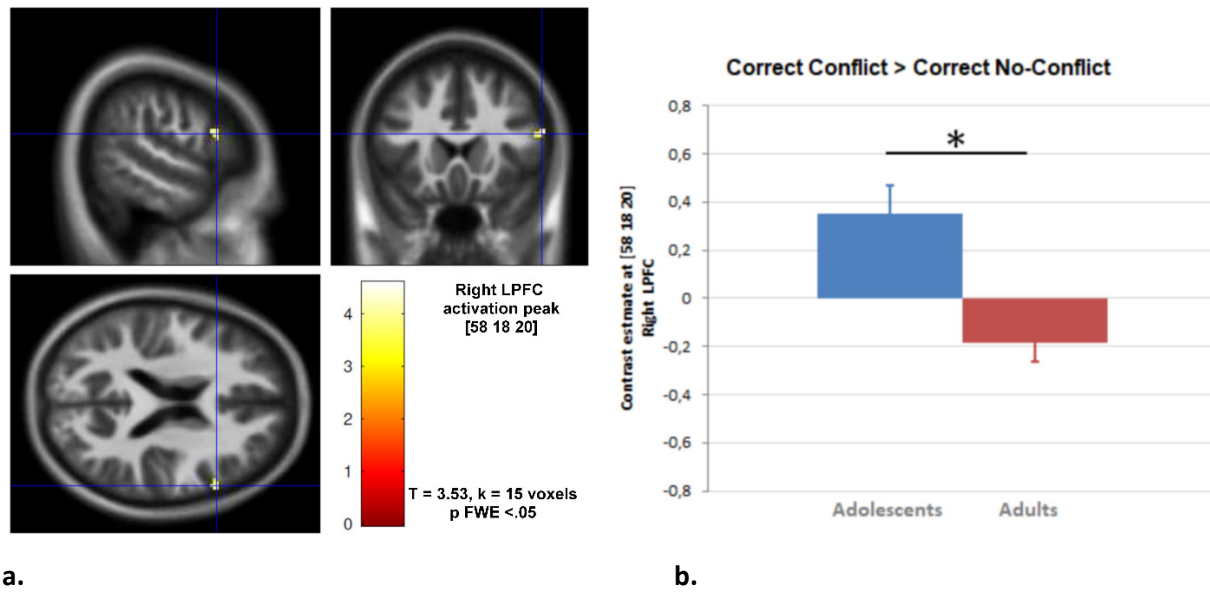 Right LPFC
activation peak
[58 18 20]
4
3
2
1
0
T = 3.53, k = 15 voxels
p FWE <.05
a.
Correct Conflict > Correct No-Conflict
Contrast estmate at [58 18 20]
Right LPFC
0,8
0,6
0,4
0,2
0
-0,2
-0,4
-0,6
-0,8
*
Adolescents Adults
b.